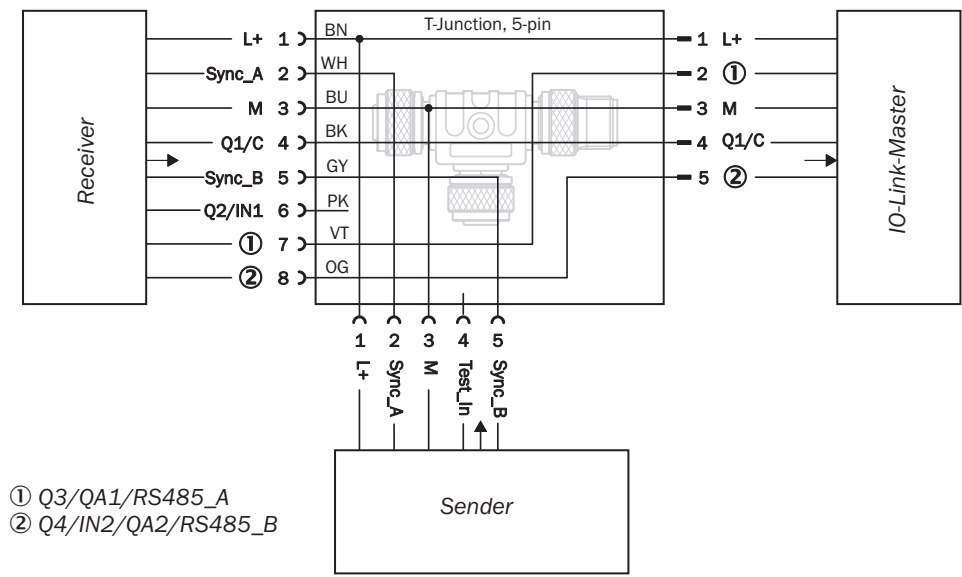 T-Junction, 5-pin
Receiver
L+ 1 BN
Sync_A 2 WH
M 3 BU
Q1/C 4 BK
Sync_B 5 GY
Q2/IN1 6 PK
① 7 VT
② 8 OG
1 L+
2 ①
3 M
4 Q1/C
5 ②
IO-Link-Master
1 L+
2 Sync_A
3 M
4 Test_In
5 Sync_B
Sender
① Q3/QA1/RS485_A
② Q4/IN2/QA2/RS485_B